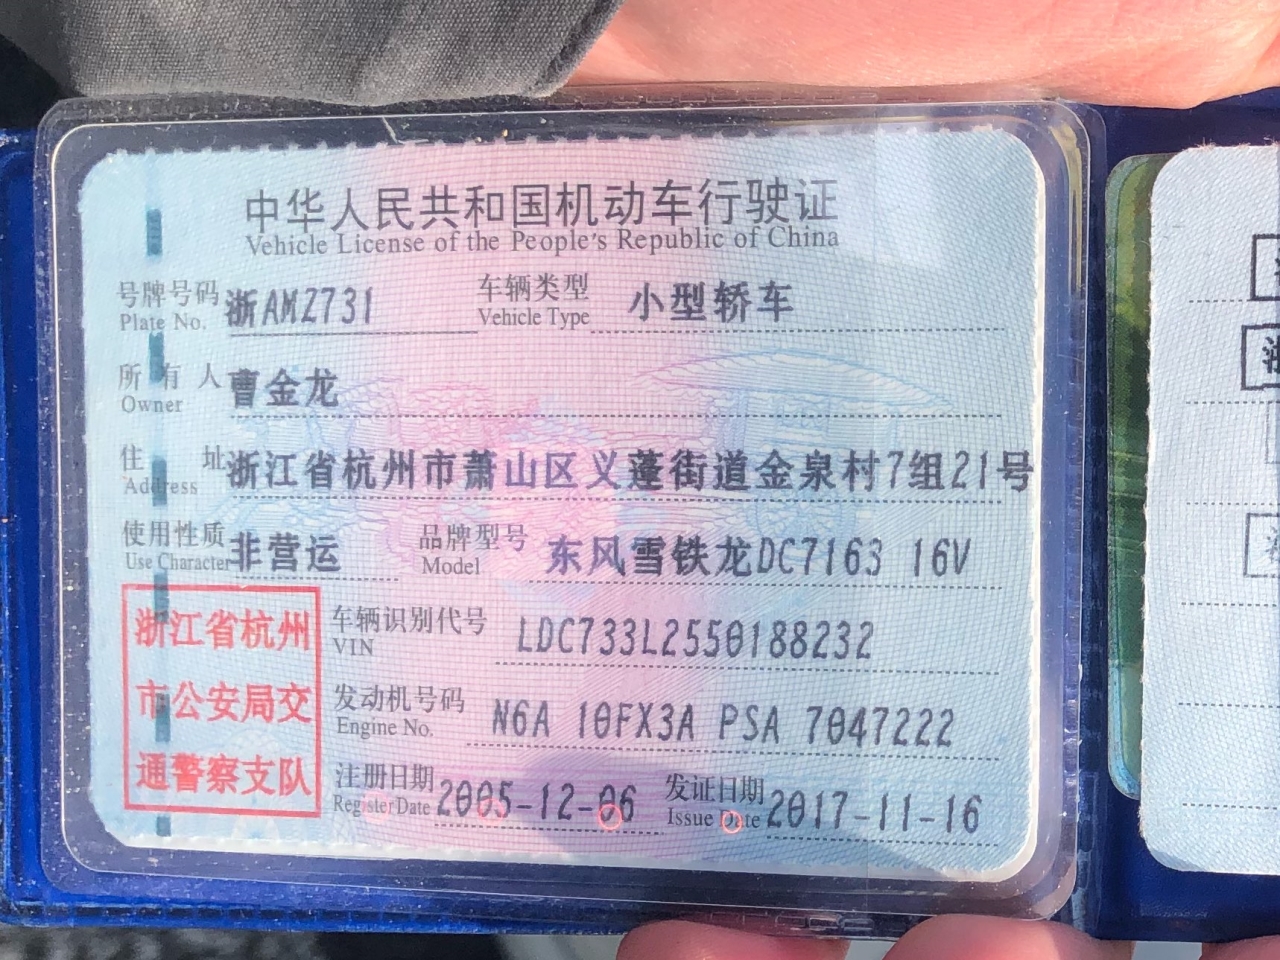 中华人民共和国机动车行驶证
Vehicle License of the People's Republic of China
号牌号码 浙AMZ731 车辆类型 小型轿车
Plate No. Vehicle Type
所有人 曹金龙
Owner
住址 浙江省杭州市萧山区义蓬街道金泉村7组21号
Address
使用性质 非营运 品牌型号 东风雪铁龙DC7163 16V
Use Character Model
浙江省杭州
市公安局交
通警察支队
车辆识别代号 LDC733L2550188232
VIN
发动机号码 N6A 10FX3A PSA 7047222
Engine No.
注册日期 2005-12-06 发证日期 2017-11-16
Register Date Issue Date